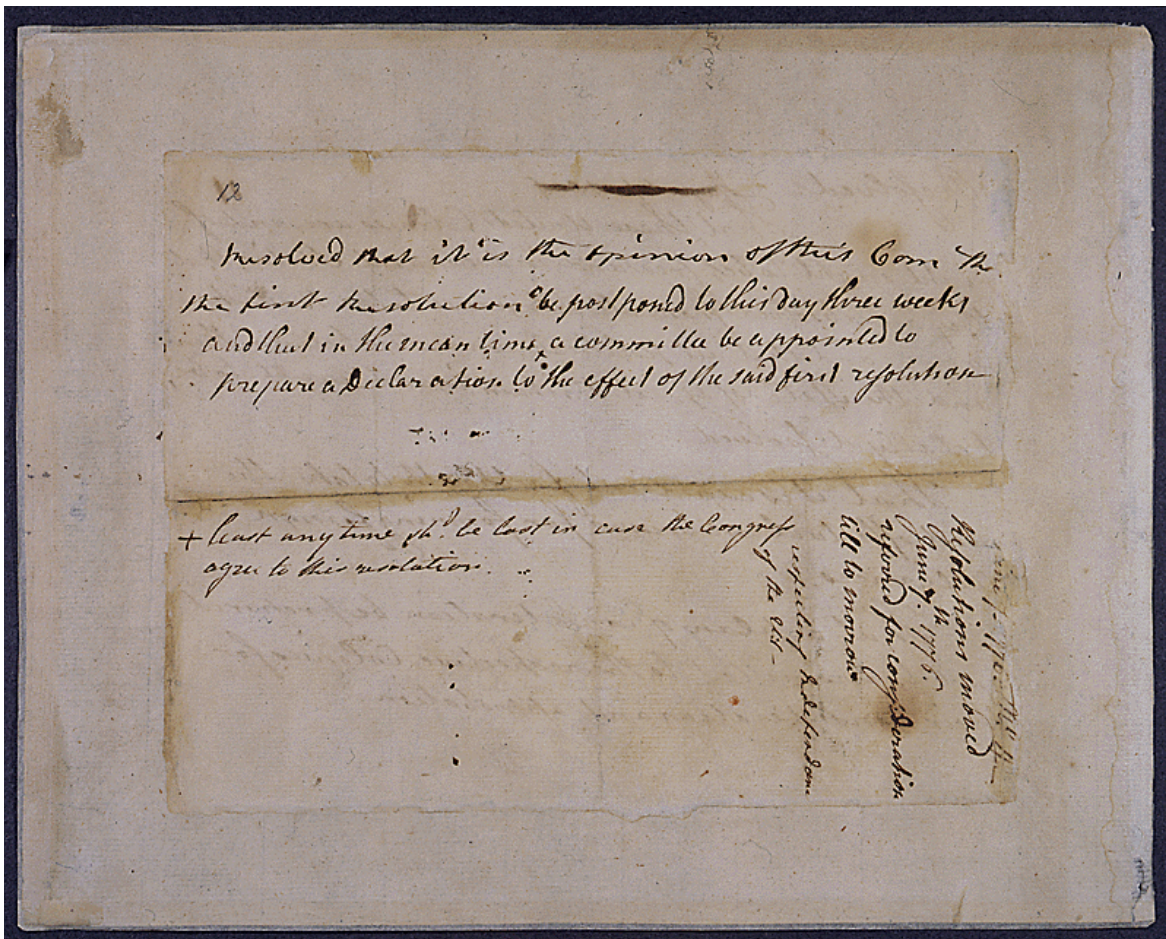 12
Resolved that it is the opinion of this Com. Th
the first Resolution be postponed to this day three weeks
and that in the mean time + a committee be appointed to
prepare a Declaration to the effect of the said first resolution
+ least any time shd. be lost in case the Congress
agree to this resolution.
Resolutions moved
June 7th. 1776.
referred for consideration
till to morrow
respecting Independance
of the